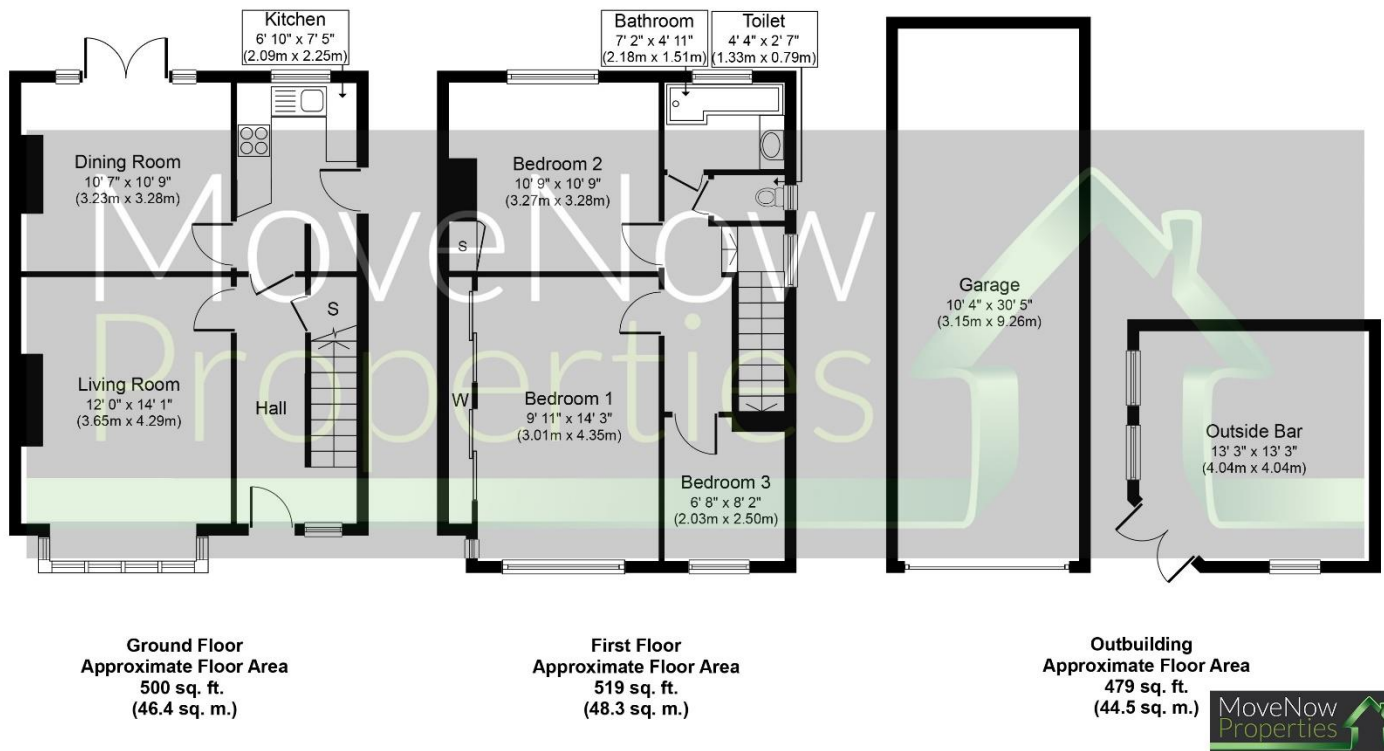 Kitchen
6' 10" x 7' 5"
(2.09m x 2.25m)
Dining Room
10' 7" x 10' 9"
(3.23m x 3.28m)
Living Room
12' 0" x 14' 1"
(3.65m x 4.29m)
Hall
S
Ground Floor
Approximate Floor Area
500 sq. ft.
(46.4 sq. m.)
Bathroom
7' 2" x 4' 11"
(2.18m x 1.51m)
Toilet
4' 4" x 2' 7"
(1.33m x 0.79m)
Bedroom 2
10' 9" x 10' 9"
(3.27m x 3.28m)
S
W
Bedroom 1
9' 11" x 14' 3"
(3.01m x 4.35m)
Bedroom 3
6' 8" x 8' 2"
(2.03m x 2.50m)
First Floor
Approximate Floor Area
519 sq. ft.
(48.3 sq. m.)
Garage
10' 4" x 30' 5"
(3.15m x 9.26m)
Outside Bar
13' 3" x 13' 3"
(4.04m x 4.04m)
Outbuilding
Approximate Floor Area
479 sq. ft.
(44.5 sq. m.)
MoveNow
Properties
MoveNow
Properties